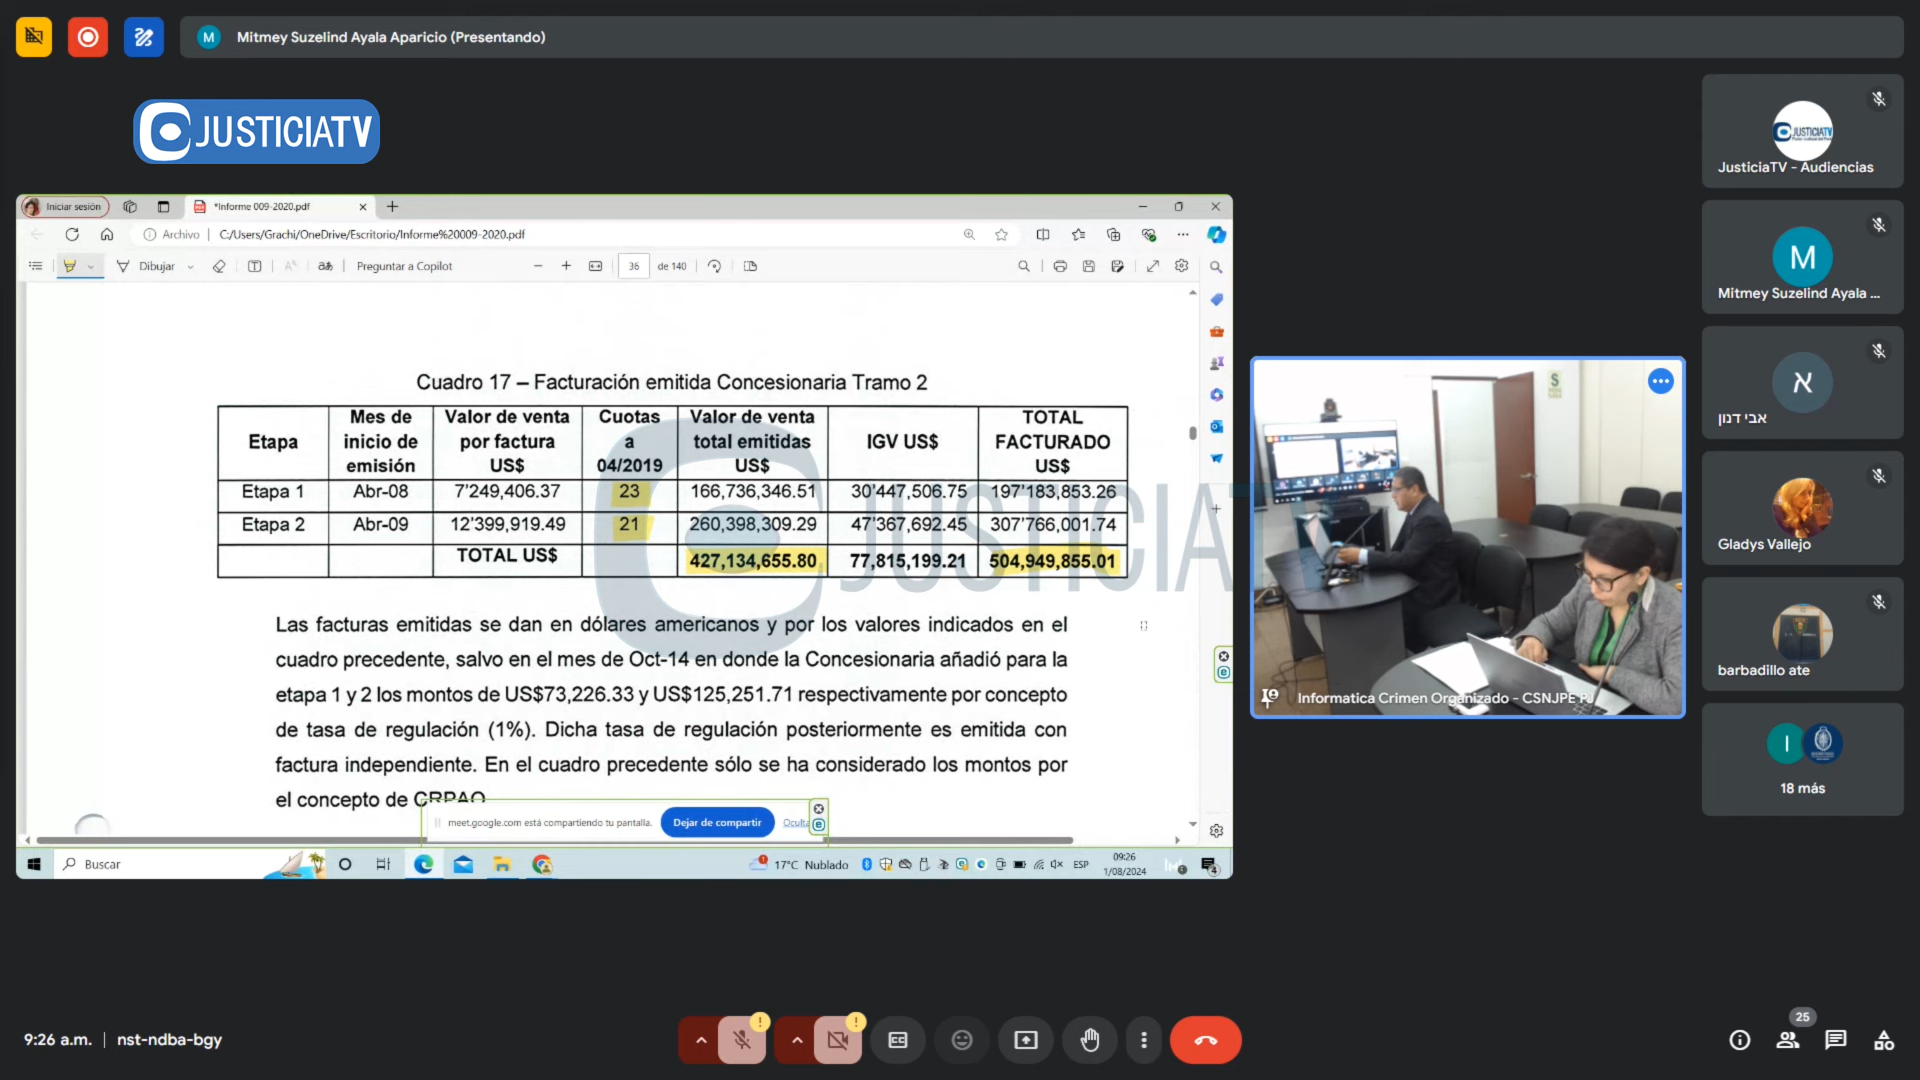 M Mitmey Suzelind Ayala Aparicio (Presentando)
JUSTICIATV
Iniciar sesión
*Informe 009-2020.pdf
Archivo | C:/Users/Grachi/OneDrive/Escritorio/Informe%20009-2020.pdf
Dibujar
Preguntar a Copilot
36 de 140
Cuadro 17 – Facturación emitida Concesionaria Tramo 2
Etapa | Mes de inicio de emisión | Valor de venta por factura US$ | Cuotas a 04/2019 | Valor de venta total emitidas US$ | IGV US$ | TOTAL FACTURADO US$
Etapa 1 | Abr-08 | 7'249,406.37 | 23 | 166,736,346.51 | 30'447,506.75 | 197'183,853.26
Etapa 2 | Abr-09 | 12'399,919.49 | 21 | 260,398,309.29 | 47'367,692.45 | 307'766,001.74
TOTAL US$ | 427,134,655.80 | 77,815,199.21 | 504,949,855.01
Las facturas emitidas se dan en dólares americanos y por los valores indicados en el
cuadro precedente, salvo en el mes de Oct-14 en donde la Concesionaria añadió para la
etapa 1 y 2 los montos de US$73,226.33 y US$125,251.71 respectivamente por concepto
de tasa de regulación (1%). Dicha tasa de regulación posteriormente es emitida con
factura independiente. En el cuadro precedente sólo se ha considerado los montos por
el concepto de CRPAO
JUSTICIATV
meet.google.com está compartiendo tu pantalla.
Dejar de compartir
Oculta
Buscar
17°C Nublado
ESP
09:26
1/08/2024
4
Informatica Crimen Organizado - CSNJPE PJ
JUSTICIATV
JusticiaTV - Audiencias
M
Mitmey Suzelind Ayala ...
א
אבי דנון
Gladys Vallejo
barbadillo ate
I
18 más
9:26 a.m. | nst-ndba-bgy
25